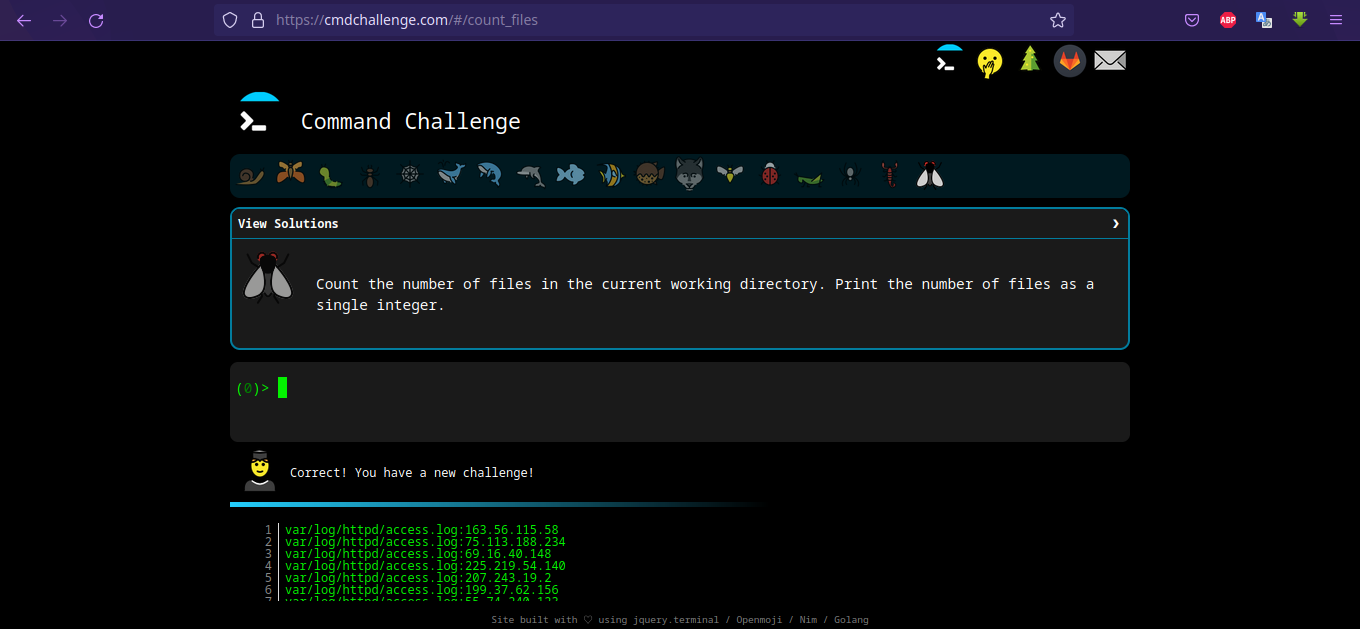 https://cmdchallenge.com/#/count_files
ABP
Command Challenge
View Solutions
Count the number of files in the current working directory. Print the number of files as a
single integer.
(0)>
Correct! You have a new challenge!
1 var/log/httpd/access.log:163.56.115.58
2 var/log/httpd/access.log:75.113.188.234
3 var/log/httpd/access.log:69.16.40.148
4 var/log/httpd/access.log:225.219.54.140
5 var/log/httpd/access.log:207.243.19.2
6 var/log/httpd/access.log:199.37.62.156
Site built with ♡ using jquery.terminal / Openmoji / Nim / Golang